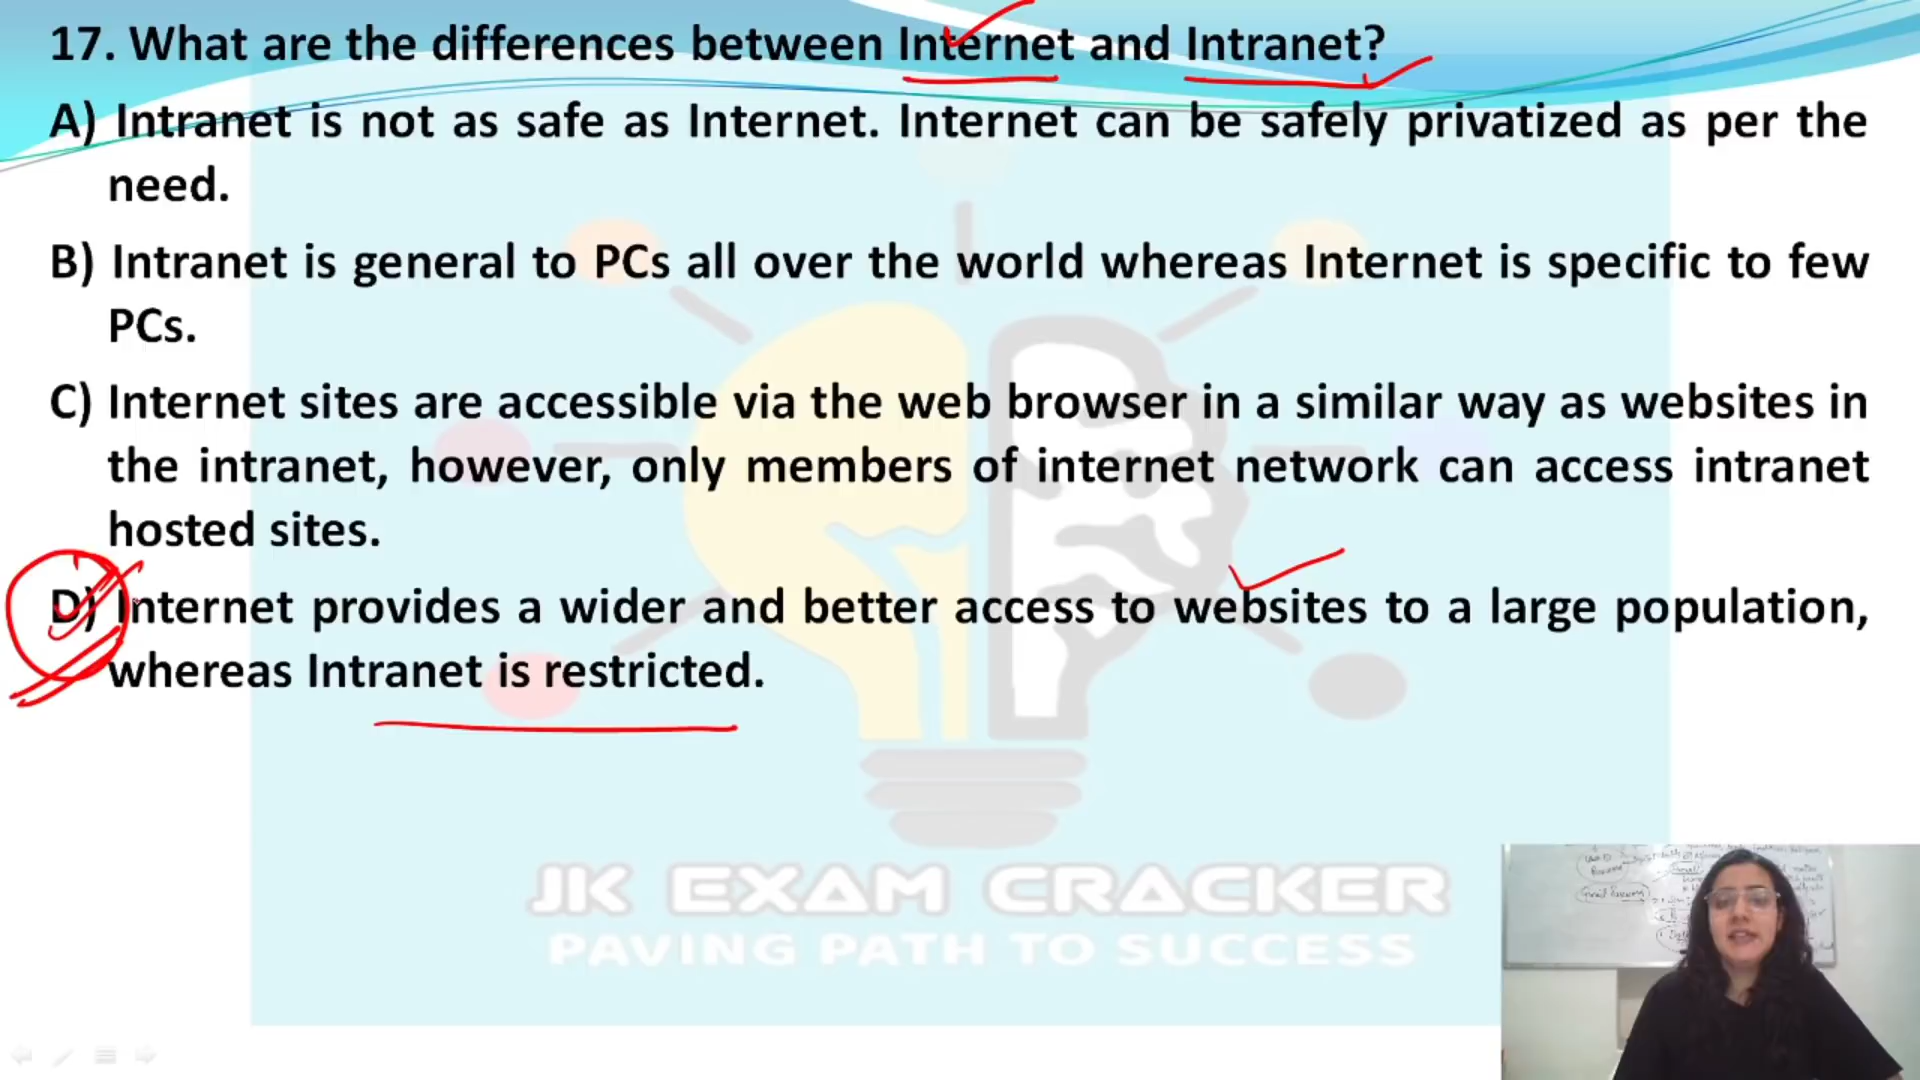 17. What are the differences between Internet and Intranet?
A) Intranet is not as safe as Internet. Internet can be safely privatized as per the
need.
B) Intranet is general to PCs all over the world whereas Internet is specific to few
PCs.
C) Internet sites are accessible via the web browser in a similar way as websites in
the intranet, however, only members of internet network can access intranet
hosted sites.
D) Internet provides a wider and better access to websites to a large population,
whereas Intranet is restricted.
JK EXAM CRACKER
PAVING PATH TO SUCCESS